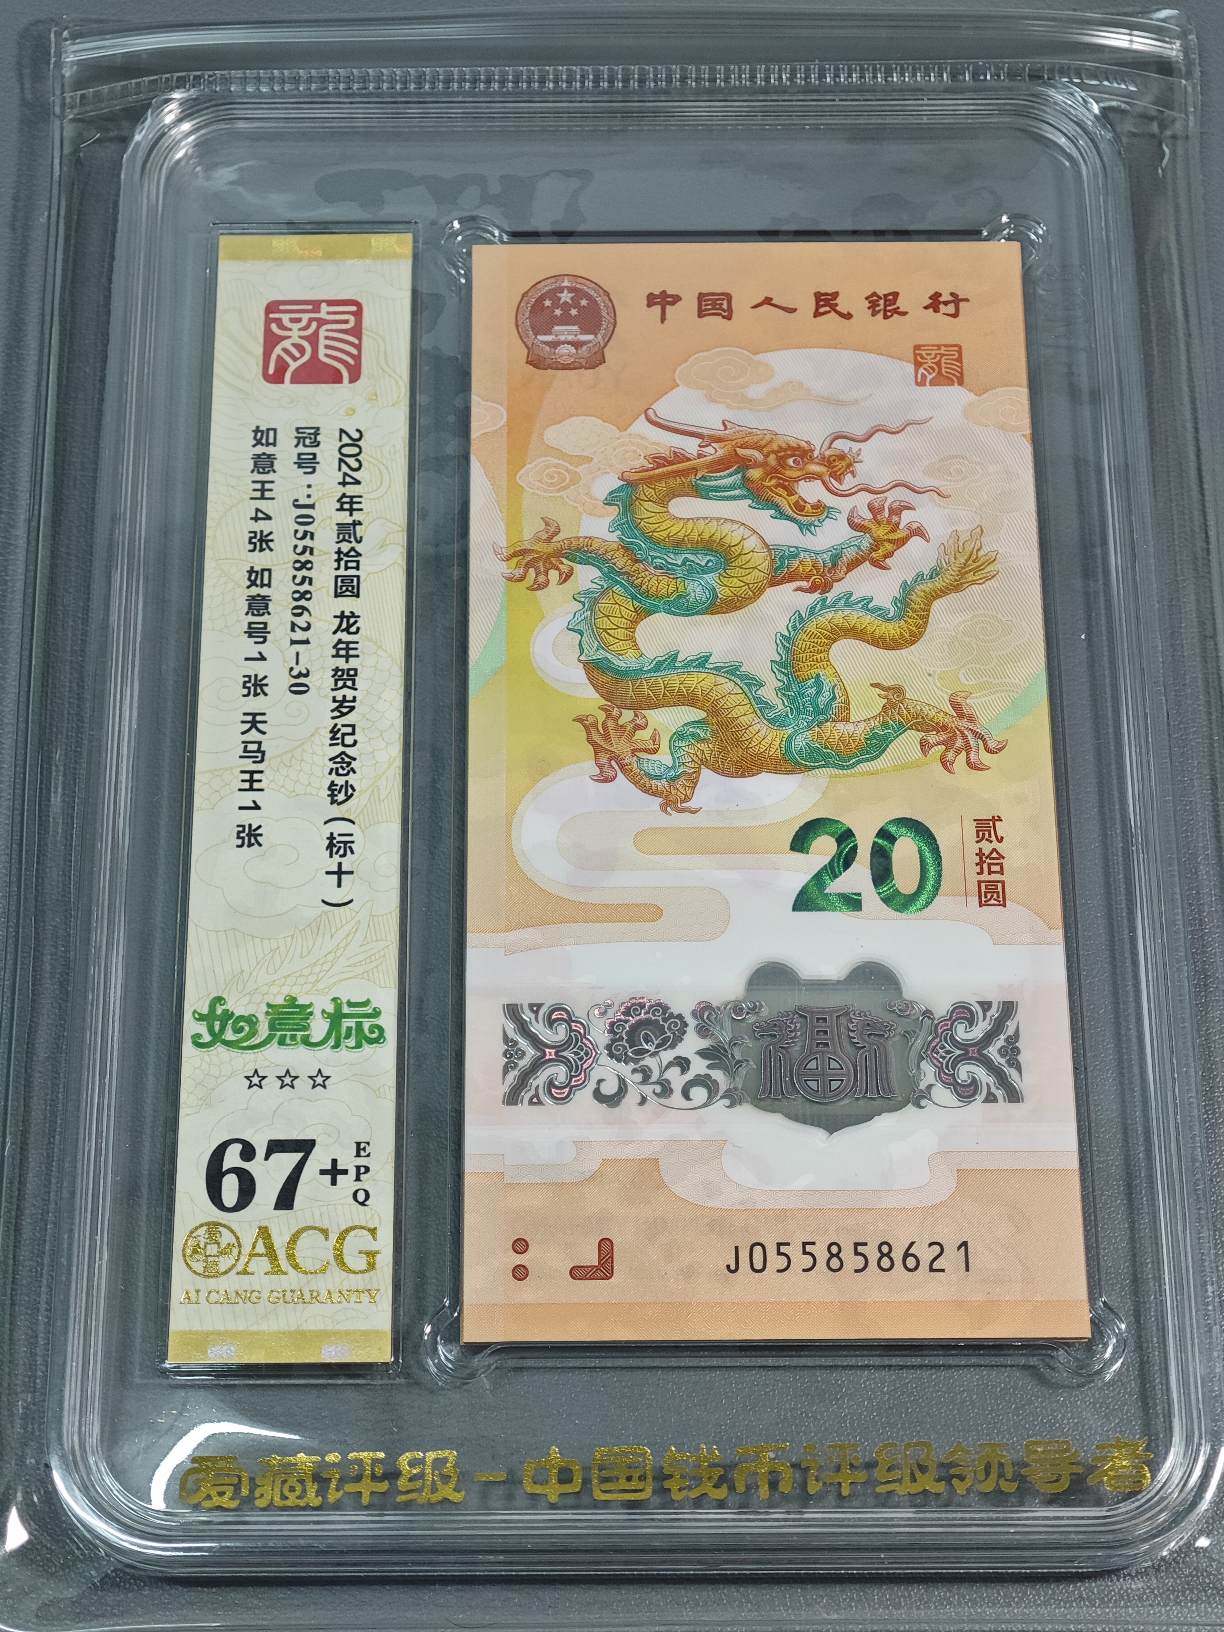 龍
2024年贰拾圆 龙年贺岁纪念钞(标十)
冠号:J055858621-30
如意王4张 如意号1张 天马王1张
如意标
☆☆☆
67+EPQ
ACG
AI CANG GUARANTY
中国人民银行
龍
20
贰拾圆
福
J055858621
爱藏评级-中国钱币评级领导者